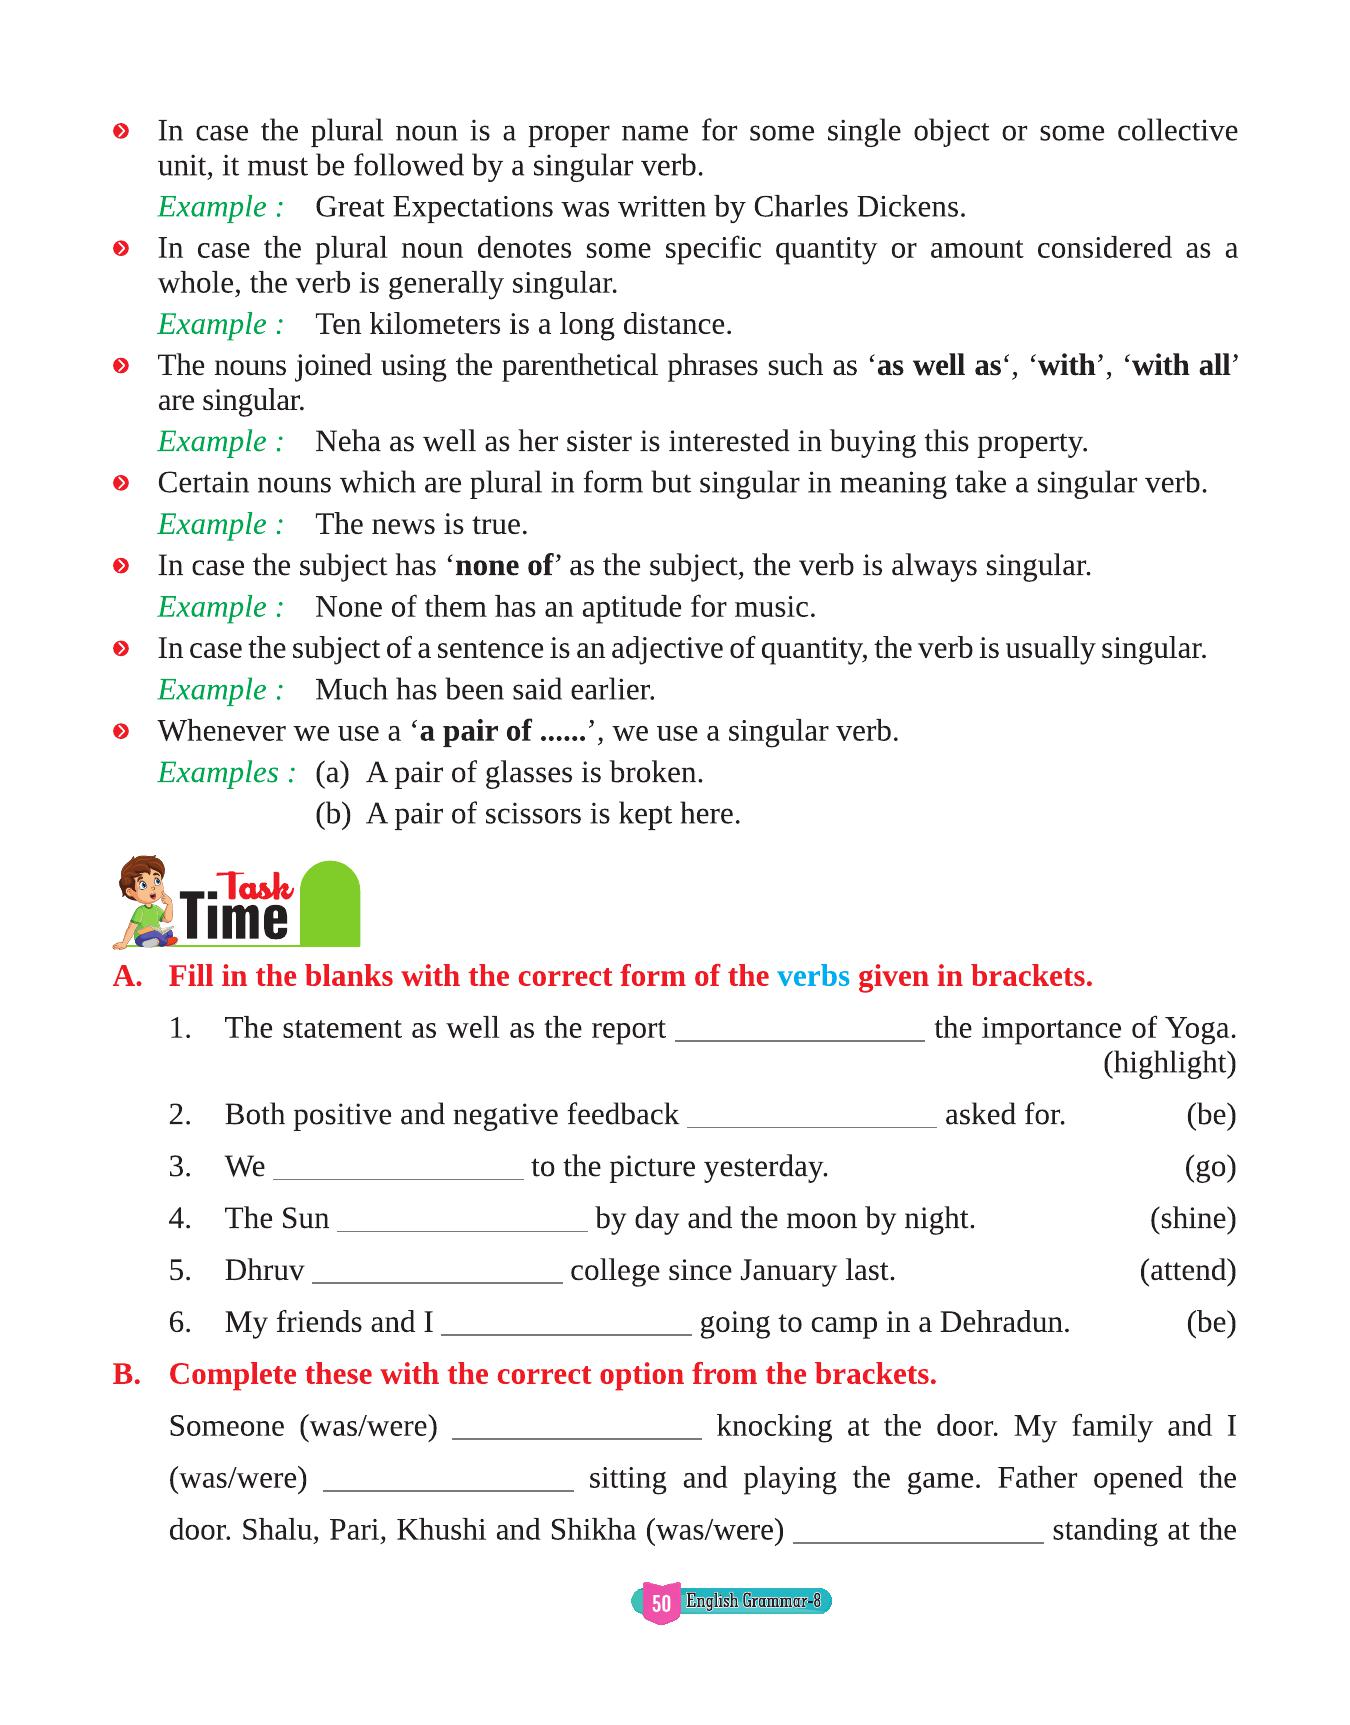 In case the plural noun is a proper name for some single object or some collective
unit, it must be followed by a singular verb.
Example : Great Expectations was written by Charles Dickens.
In case the plural noun denotes some specific quantity or amount considered as a
whole, the verb is generally singular.
Example : Ten kilometers is a long distance.
The nouns joined using the parenthetical phrases such as ‘as well as‘, ‘with’, ‘with all’
are singular.
Example : Neha as well as her sister is interested in buying this property.
Certain nouns which are plural in form but singular in meaning take a singular verb.
Example : The news is true.
In case the subject has ‘none of’ as the subject, the verb is always singular.
Example : None of them has an aptitude for music.
In case the subject of a sentence is an adjective of quantity, the verb is usually singular.
Example : Much has been said earlier.
Whenever we use a ‘a pair of ......’, we use a singular verb.
Examples : (a) A pair of glasses is broken.
(b) A pair of scissors is kept here.
Task
Time
A. Fill in the blanks with the correct form of the verbs given in brackets.
1. The statement as well as the report ________________ the importance of Yoga.
(highlight)
2. Both positive and negative feedback ________________ asked for. (be)
3. We ________________ to the picture yesterday. (go)
4. The Sun ________________ by day and the moon by night. (shine)
5. Dhruv ________________ college since January last. (attend)
6. My friends and I ________________ going to camp in a Dehradun. (be)
B. Complete these with the correct option from the brackets.
Someone (was/were) ________________ knocking at the door. My family and I
(was/were) ________________ sitting and playing the game. Father opened the
door. Shalu, Pari, Khushi and Shikha (was/were) ________________ standing at the
50 English Grammar-8